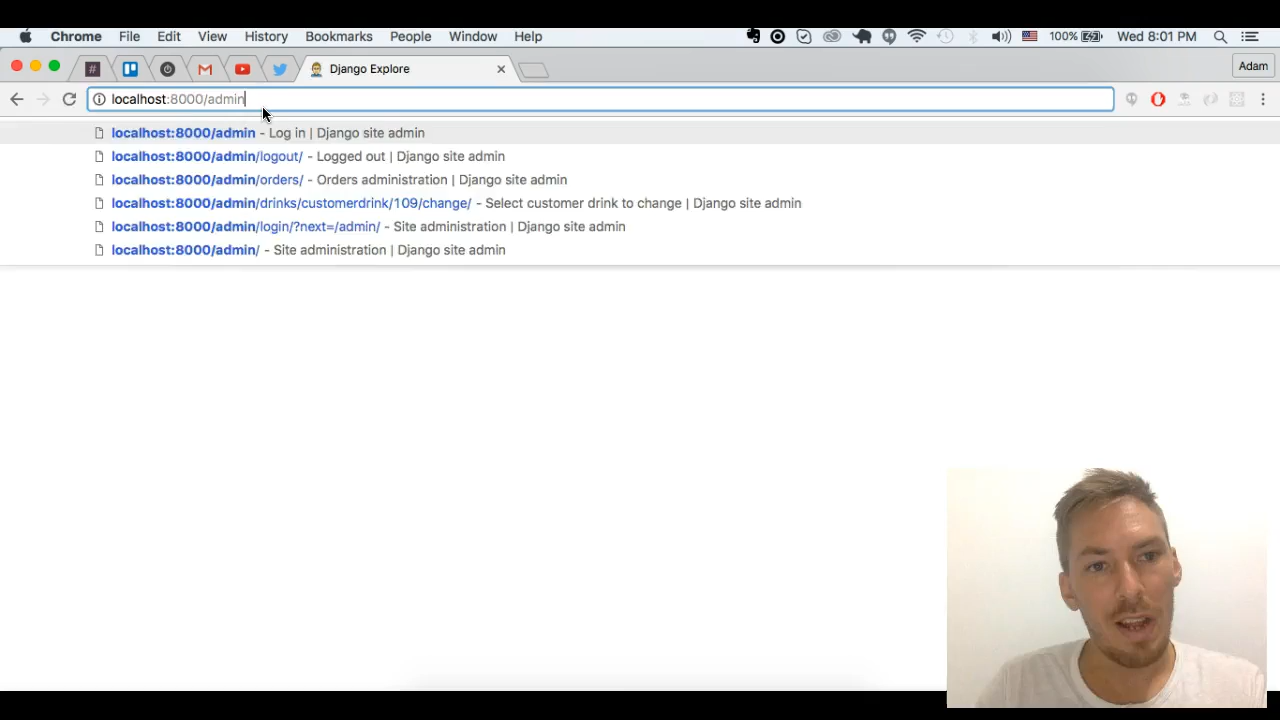 Chrome File Edit View History Bookmarks People Window Help 100% Wed 8:01 PM
Django Explore Adam
localhost:8000/admin
localhost:8000/admin - Log in | Django site admin
localhost:8000/admin/logout/ - Logged out | Django site admin
localhost:8000/admin/orders/ - Orders administration | Django site admin
localhost:8000/admin/drinks/customerdrink/109/change/ - Select customer drink to change | Django site admin
localhost:8000/admin/login/?next=/admin/ - Site administration | Django site admin
localhost:8000/admin/ - Site administration | Django site admin